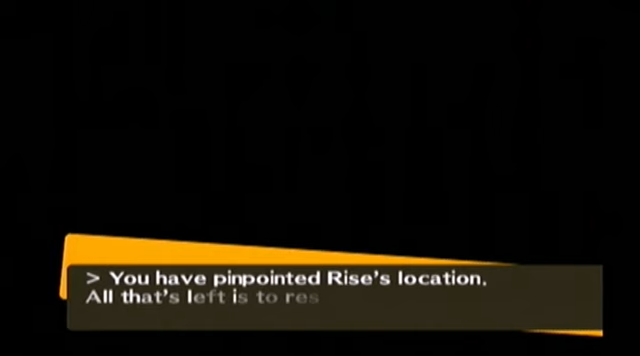 > You have pinpointed Rise's location.
All that's left is to res